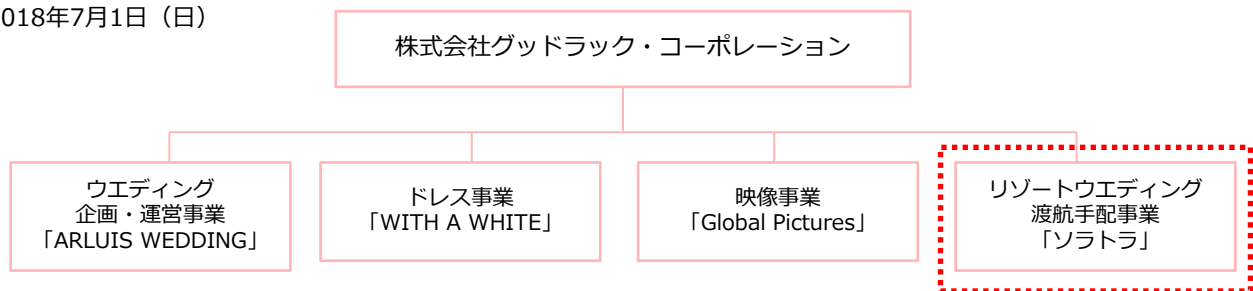 018年7月1日（日）
株式会社グッドラック・コーポレーション
ウエディング
企画・運営事業
「ARLUIS WEDDING」
ドレス事業
「WITH A WHITE」
映像事業
「Global Pictures」
リゾートウエディング
渡航手配事業
「ソラトラ」